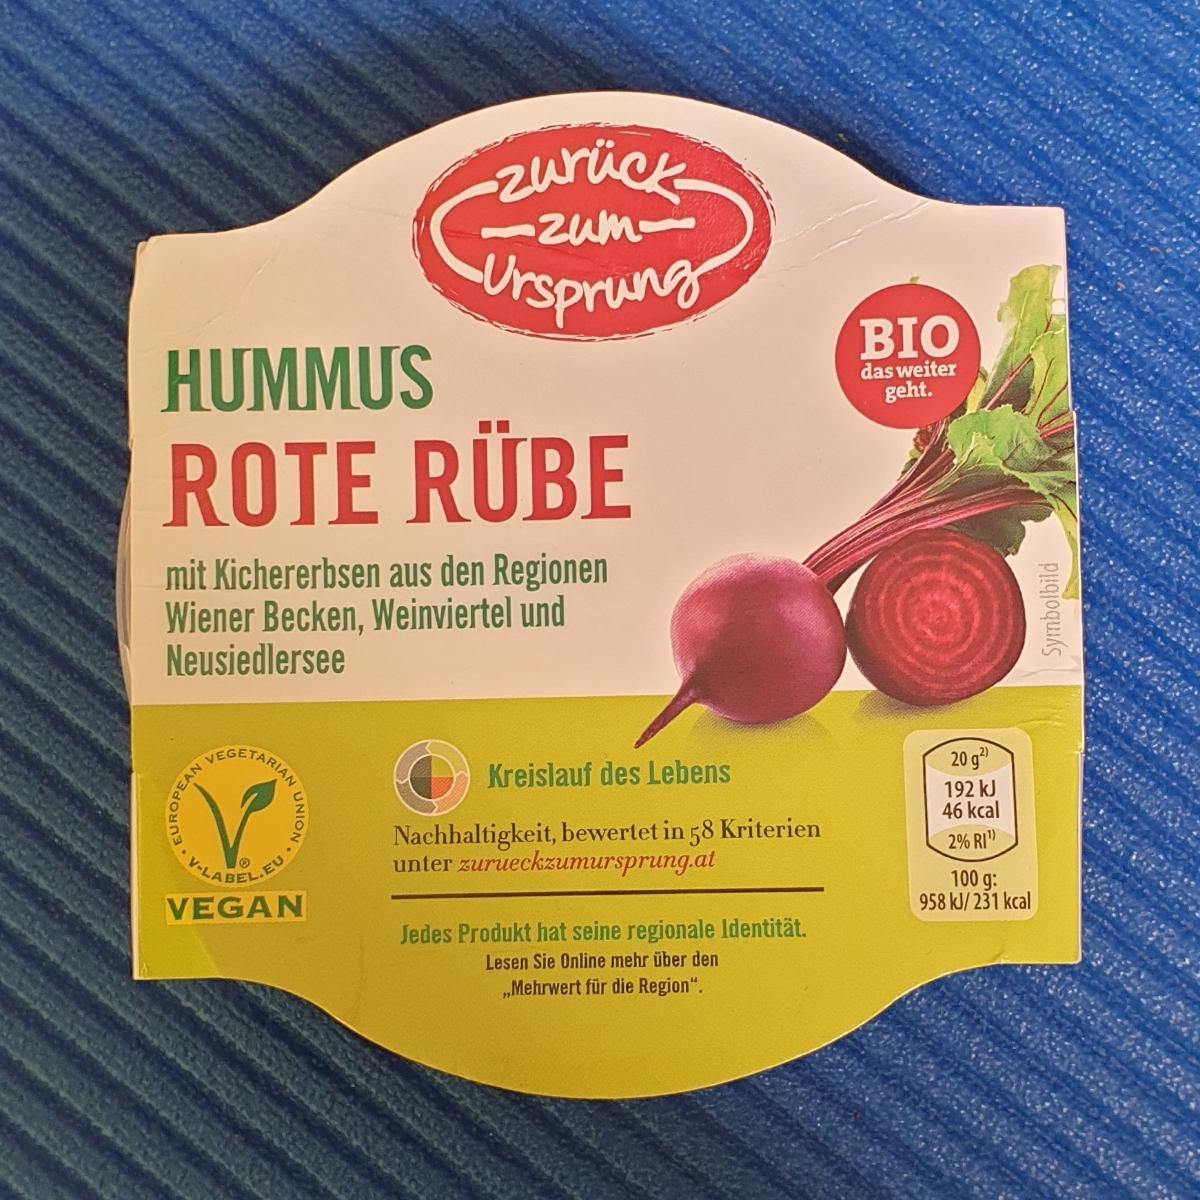 zurück
zum
Ursprung
BIO
das weiter
geht.
HUMMUS
ROTE RÜBE
mit Kichererbsen aus den Regionen
Wiener Becken, Weinviertel und
Neusiedlersee
Symbolbild
· EUROPEAN VEGETARIAN UNION ·
V-LABEL.EU
®
VEGAN
Kreislauf des Lebens
Nachhaltigkeit, bewertet in 58 Kriterien
unter zurueckzumursprung.at
Jedes Produkt hat seine regionale Identität.
Lesen Sie Online mehr über den
„Mehrwert für die Region“.
20 g²⁾
192 kJ
46 kcal
2% RI¹⁾
100 g:
958 kJ/ 231 kcal